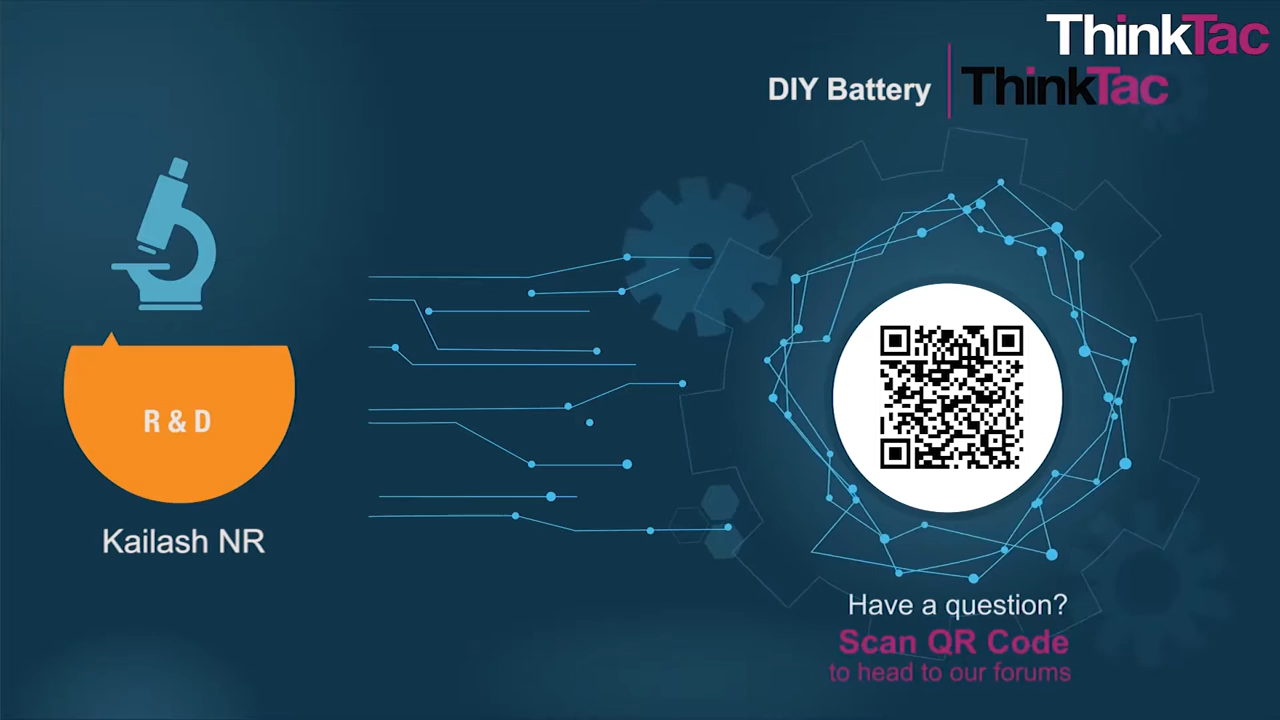 ThinkTac
DIY Battery
ThinkTac
R & D
Kailash NR
Have a question?
Scan QR Code
to head to our forums